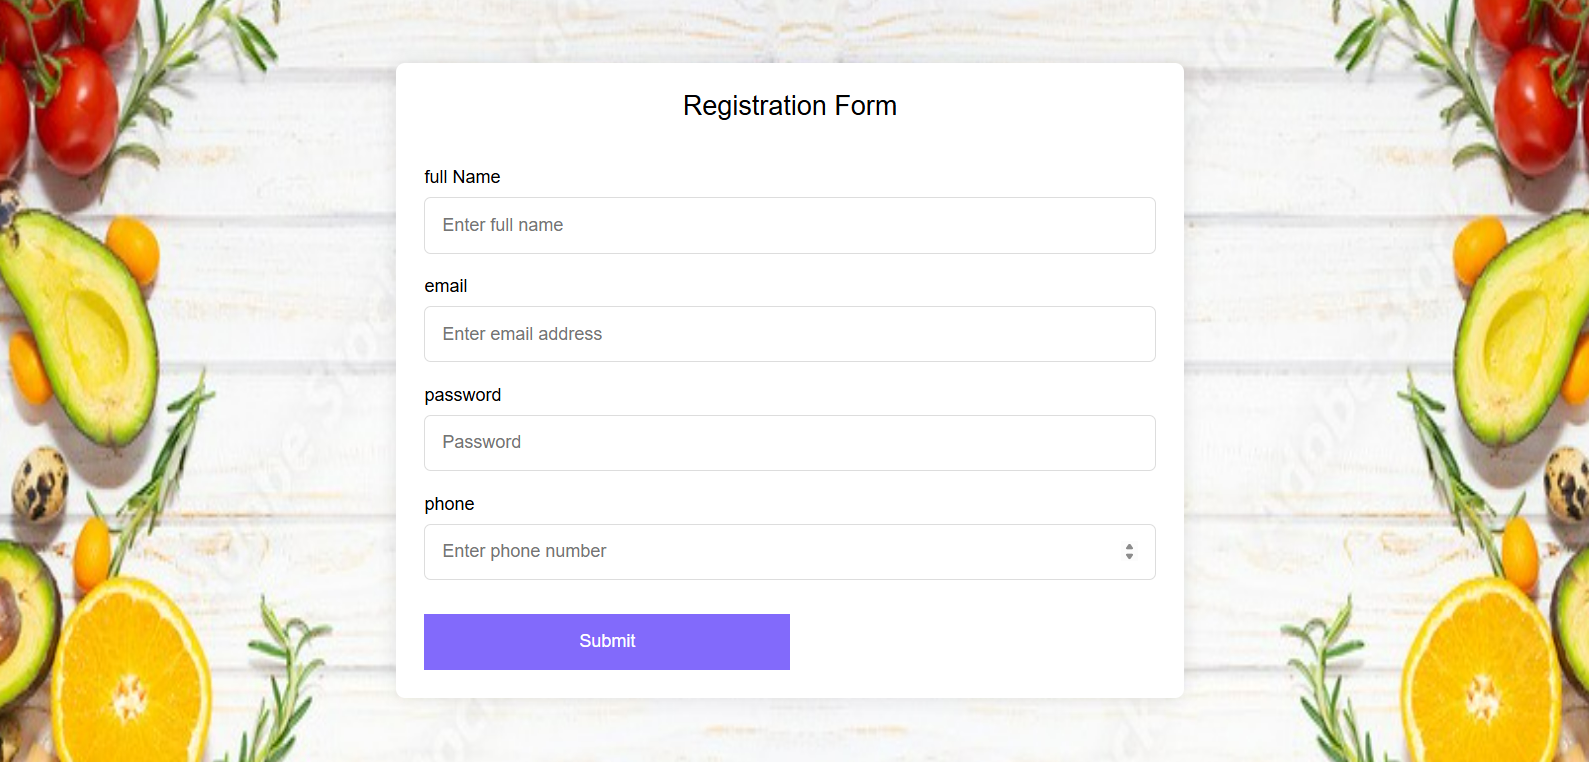 Registration Form
full Name
Enter full name
email
Enter email address
password
Password
phone
Enter phone number
Submit